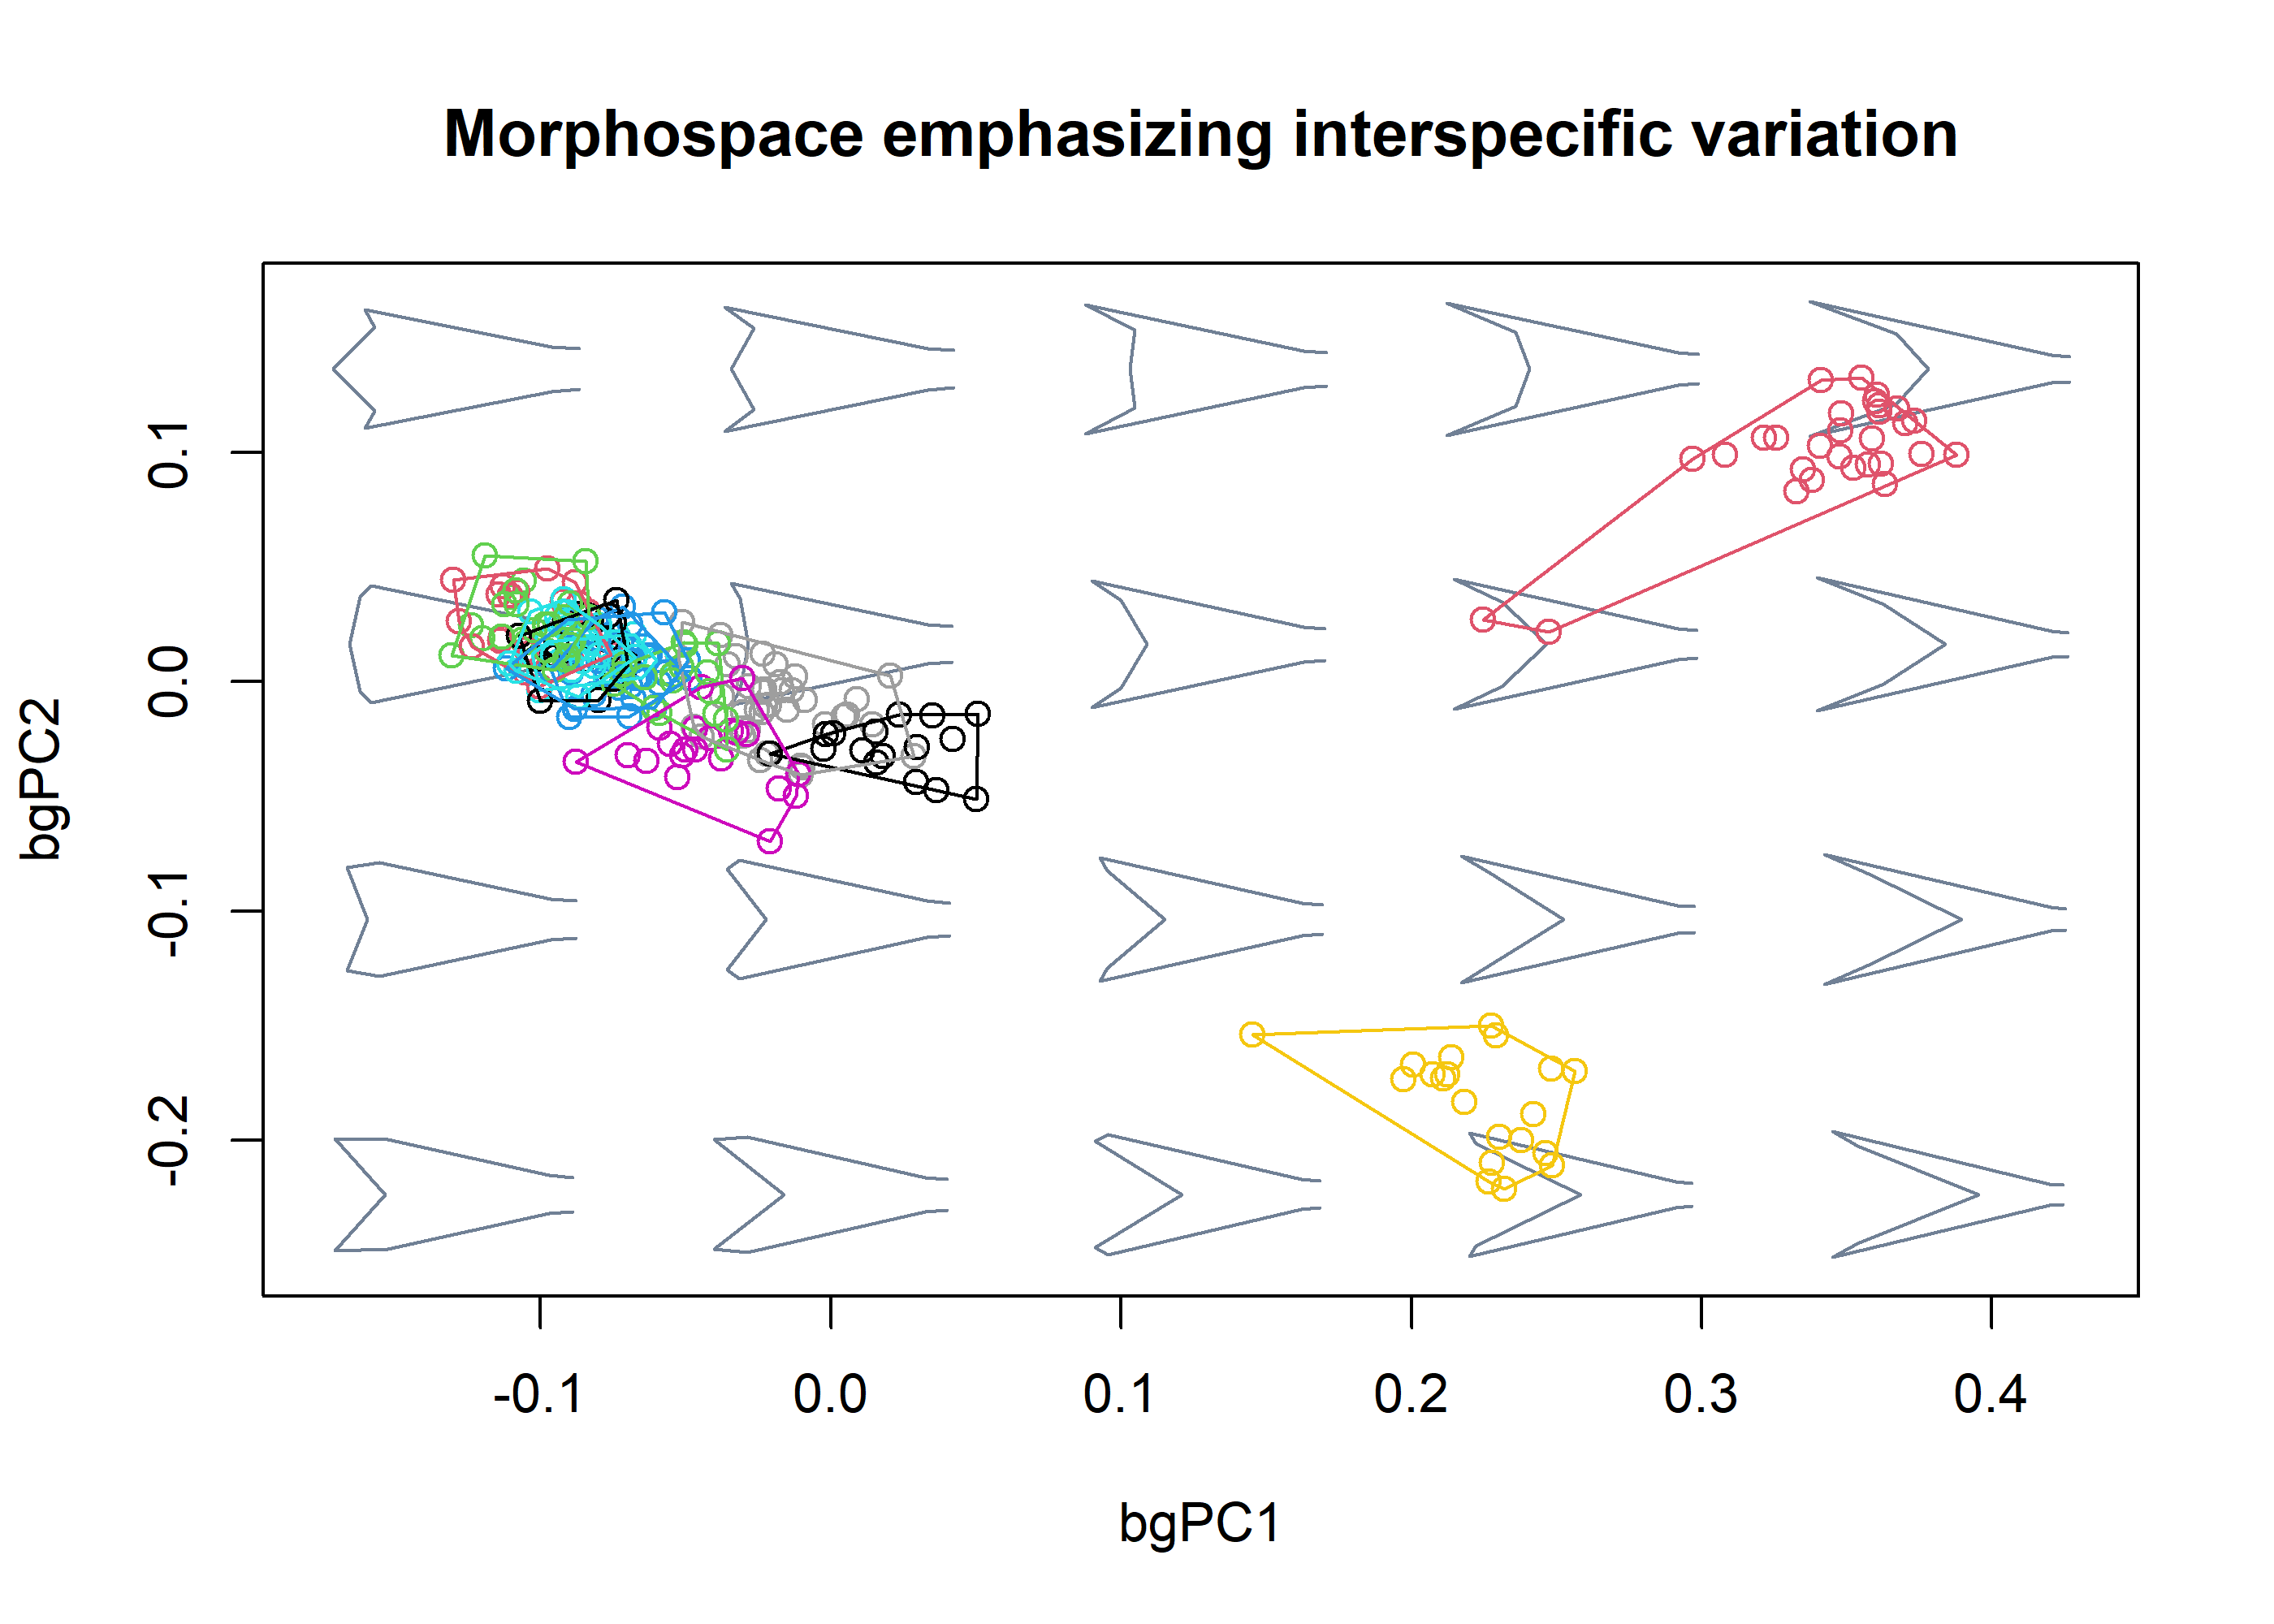 Morphospace emphasizing interspecific variation
0.1
0.0
-0.1
-0.2
bgPC2
-0.1 0.0 0.1 0.2 0.3 0.4
bgPC1